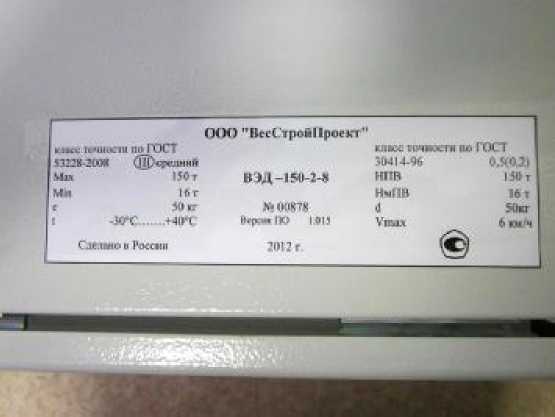 ООО "ВесСтройПроект"
класс точности по ГОСТ
53228-2008 III средний
Max 150 т
Min 16 т
e 50 кг
t -30°C.......+40°C
Сделано в России
ВЭД –150-2-8
№ 00878
Версия ПО 1.015
2012 г.
класс точности по ГОСТ
30414-96 0,5(0,2)
НПВ 150 т
НмПВ 16 т
d 50кг
Vmax 6 км/ч